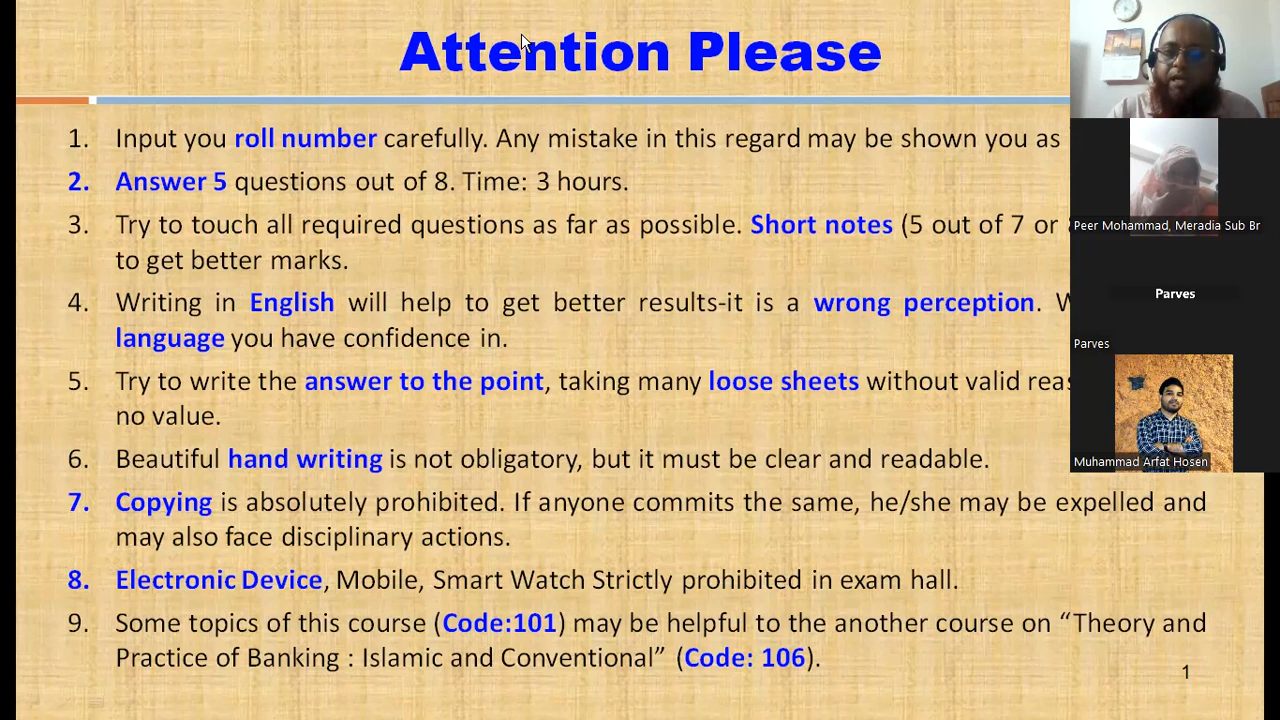 Attention Please
1. Input you roll number carefully. Any mistake in this regard may be shown you as
2. Answer 5 questions out of 8. Time: 3 hours.
3. Try to touch all required questions as far as possible. Short notes (5 out of 7 or
to get better marks.
4. Writing in English will help to get better results-it is a wrong perception.
language you have confidence in.
5. Try to write the answer to the point, taking many loose sheets without valid
no value.
6. Beautiful hand writing is not obligatory, but it must be clear and readable.
7. Copying is absolutely prohibited. If anyone commits the same, he/she may be expelled and
may also face disciplinary actions.
8. Electronic Device, Mobile, Smart Watch Strictly prohibited in exam hall.
9. Some topics of this course (Code:101) may be helpful to the another course on “Theory and
Practice of Banking : Islamic and Conventional” (Code: 106).
1
Peer Mohammad, Meradia Sub Br
Parves
Parves
Muhammad Arfat Hosen